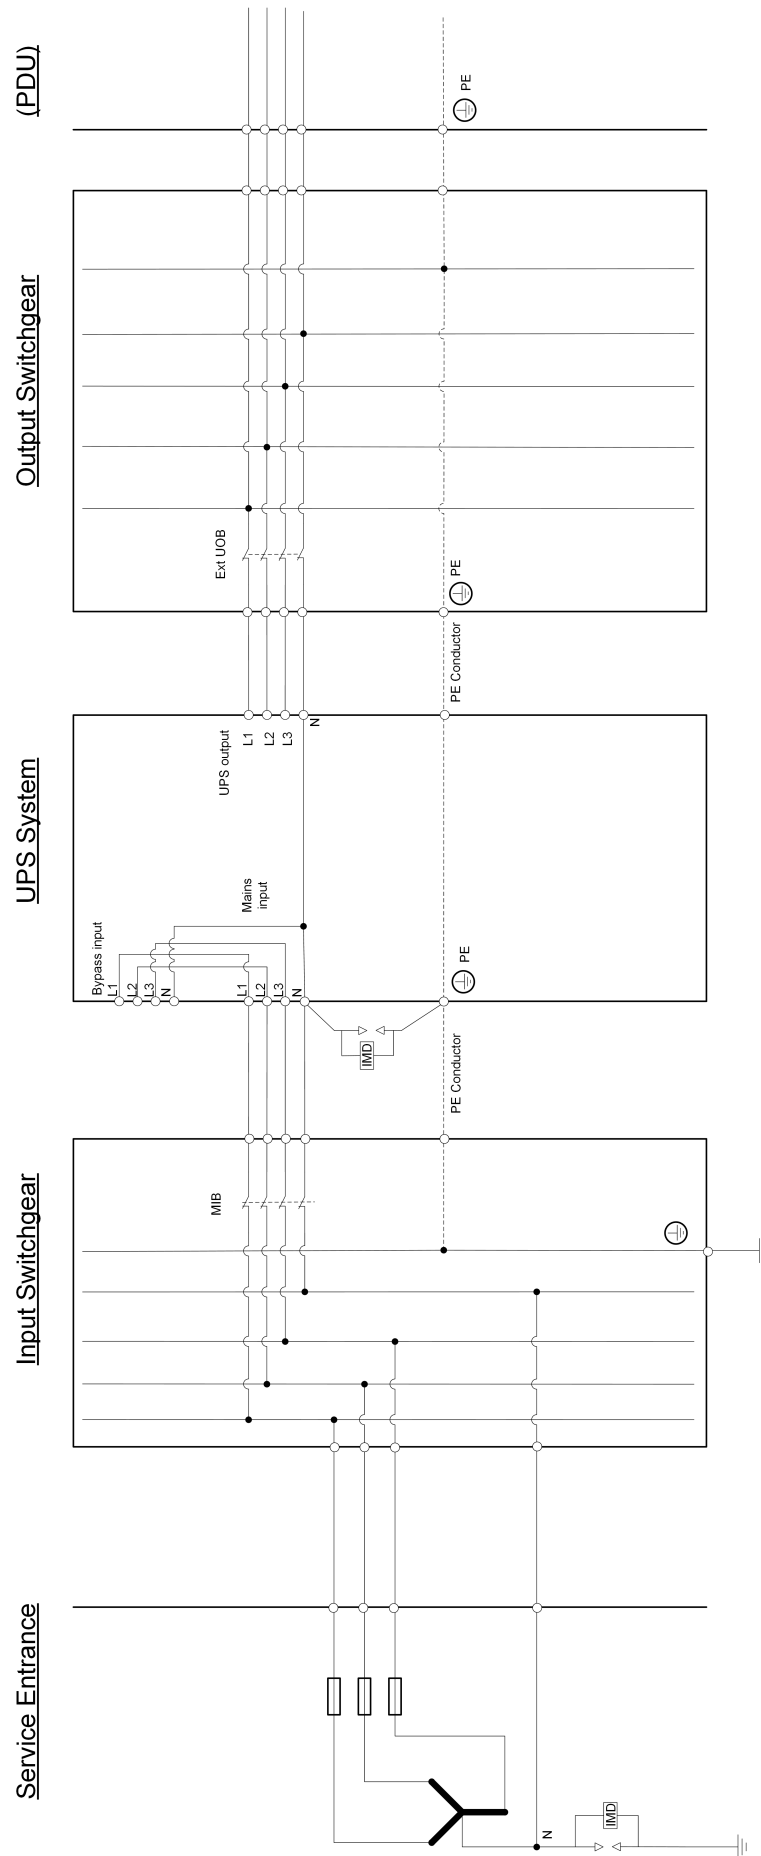 Service Entrance
Input Switchgear
UPS System
Output Switchgear
(PDU)
N
IMD
MIB
PE Conductor
IMD
Bypass input
L1
L2
L3
N
Mains
input
L1
L2
L3
N
PE
UPS output
L1
L2
L3
N
PE Conductor
Ext UOB
PE
PE